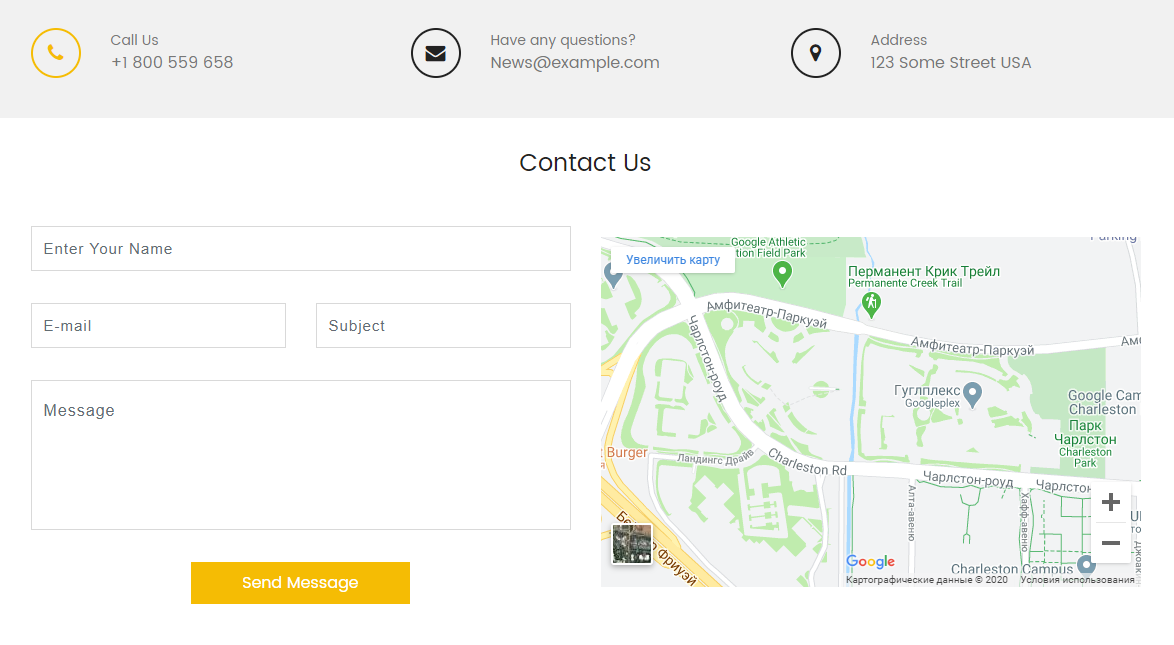 Call Us
+1 800 559 658
Have any questions?
News@example.com
Address
123 Some Street USA
Contact Us
Enter Your Name
E-mail
Subject
Message
Send Message
Google Athletic
tion Field Park
Увеличить карту
Перманент Крик Трейл
Permanente Creek Trail
Амфитеатр-Паркуэй
Амфитеатр-Паркуэй
Чарлстон-роуд
Гуглплекс
Googleplex
Google Cam
Charleston
Парк
Чарлстон
Charleston
Park
t Burger
Ландингс Драйв
Charleston Rd
Чарлстон-роуд
Чарлстон
Алта-авеню
Хафф-авеню
Фриуэй
Charleston Campus
Google
Картографические данные © 2020
Условия использования